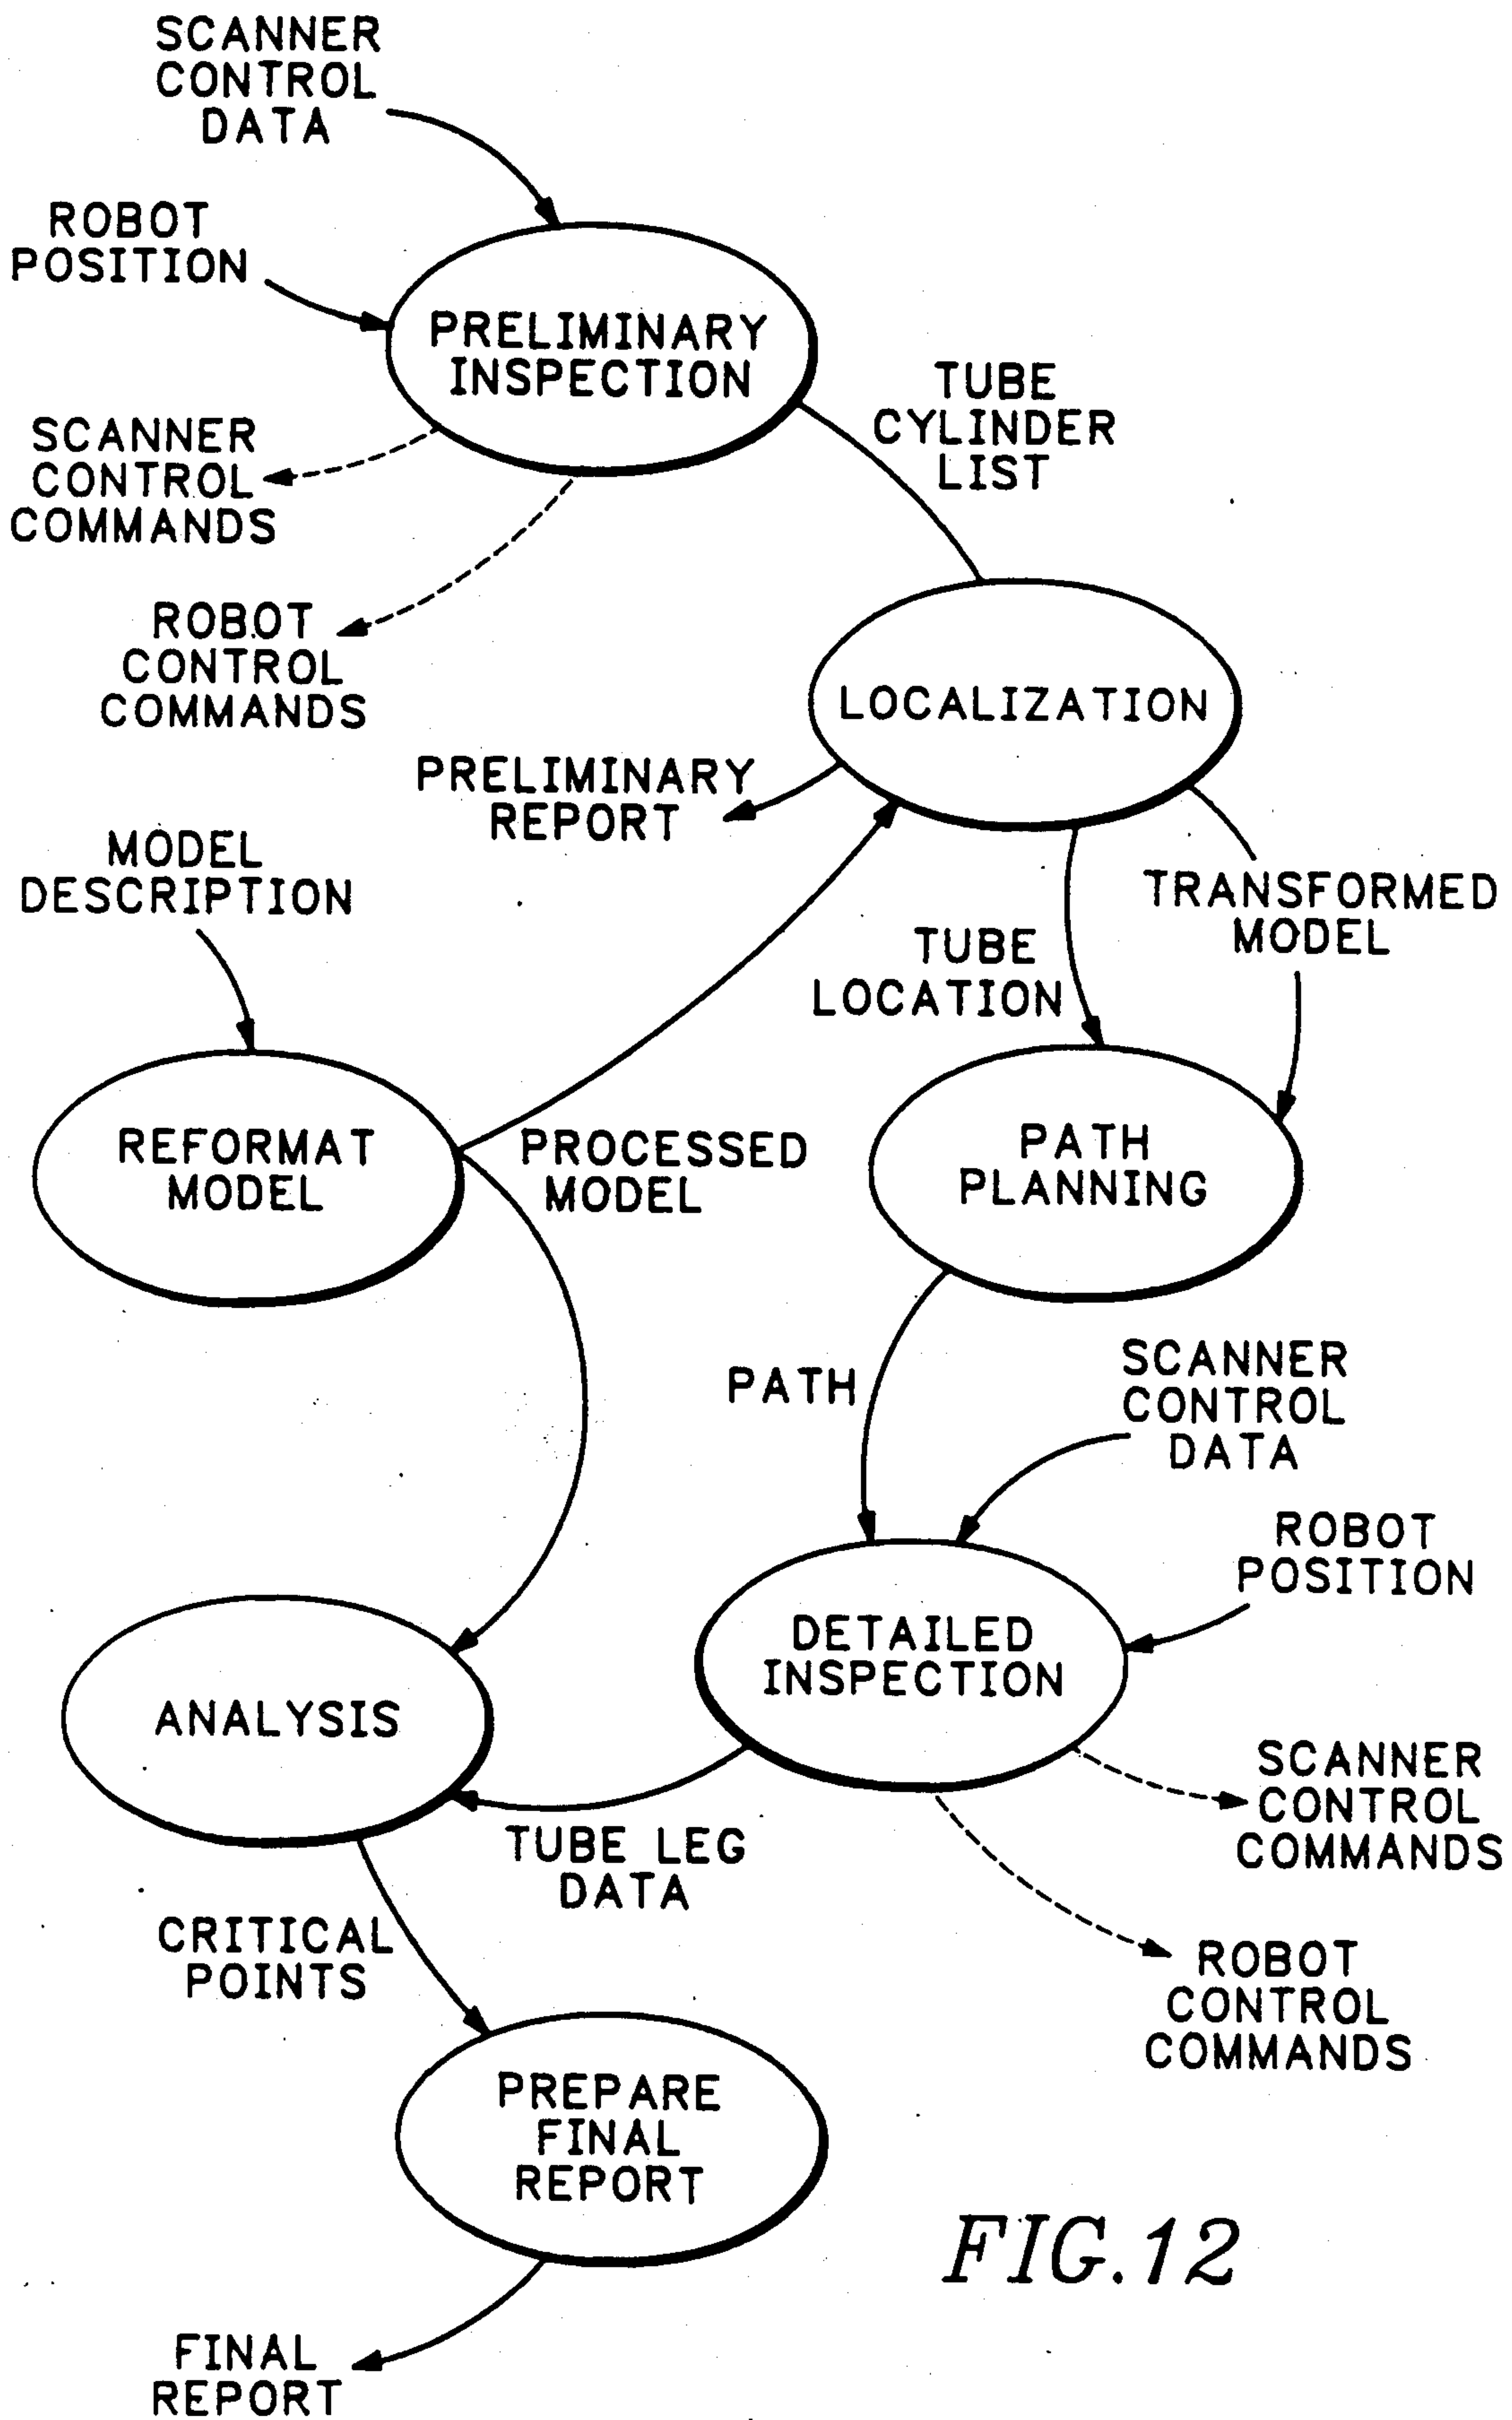 SCANNER
CONTROL
DATA
ROBOT
POSITION
PRELIMINARY
INSPECTION
TUBE
CYLINDER
LIST
SCANNER
CONTROL
COMMANDS
ROBOT
CONTROL
COMMANDS
LOCALIZATION
PRELIMINARY
REPORT
MODEL
DESCRIPTION
TRANSFORMED
MODEL
TUBE
LOCATION
REFORMAT
MODEL
PROCESSED
MODEL
PATH
PLANNING
PATH
SCANNER
CONTROL
DATA
ROBOT
POSITION
DETAILED
INSPECTION
ANALYSIS
SCANNER
CONTROL
COMMANDS
TUBE LEG
DATA
CRITICAL
POINTS
ROBOT
CONTROL
COMMANDS
PREPARE
FINAL
REPORT
FIG.12
FINAL
REPORT